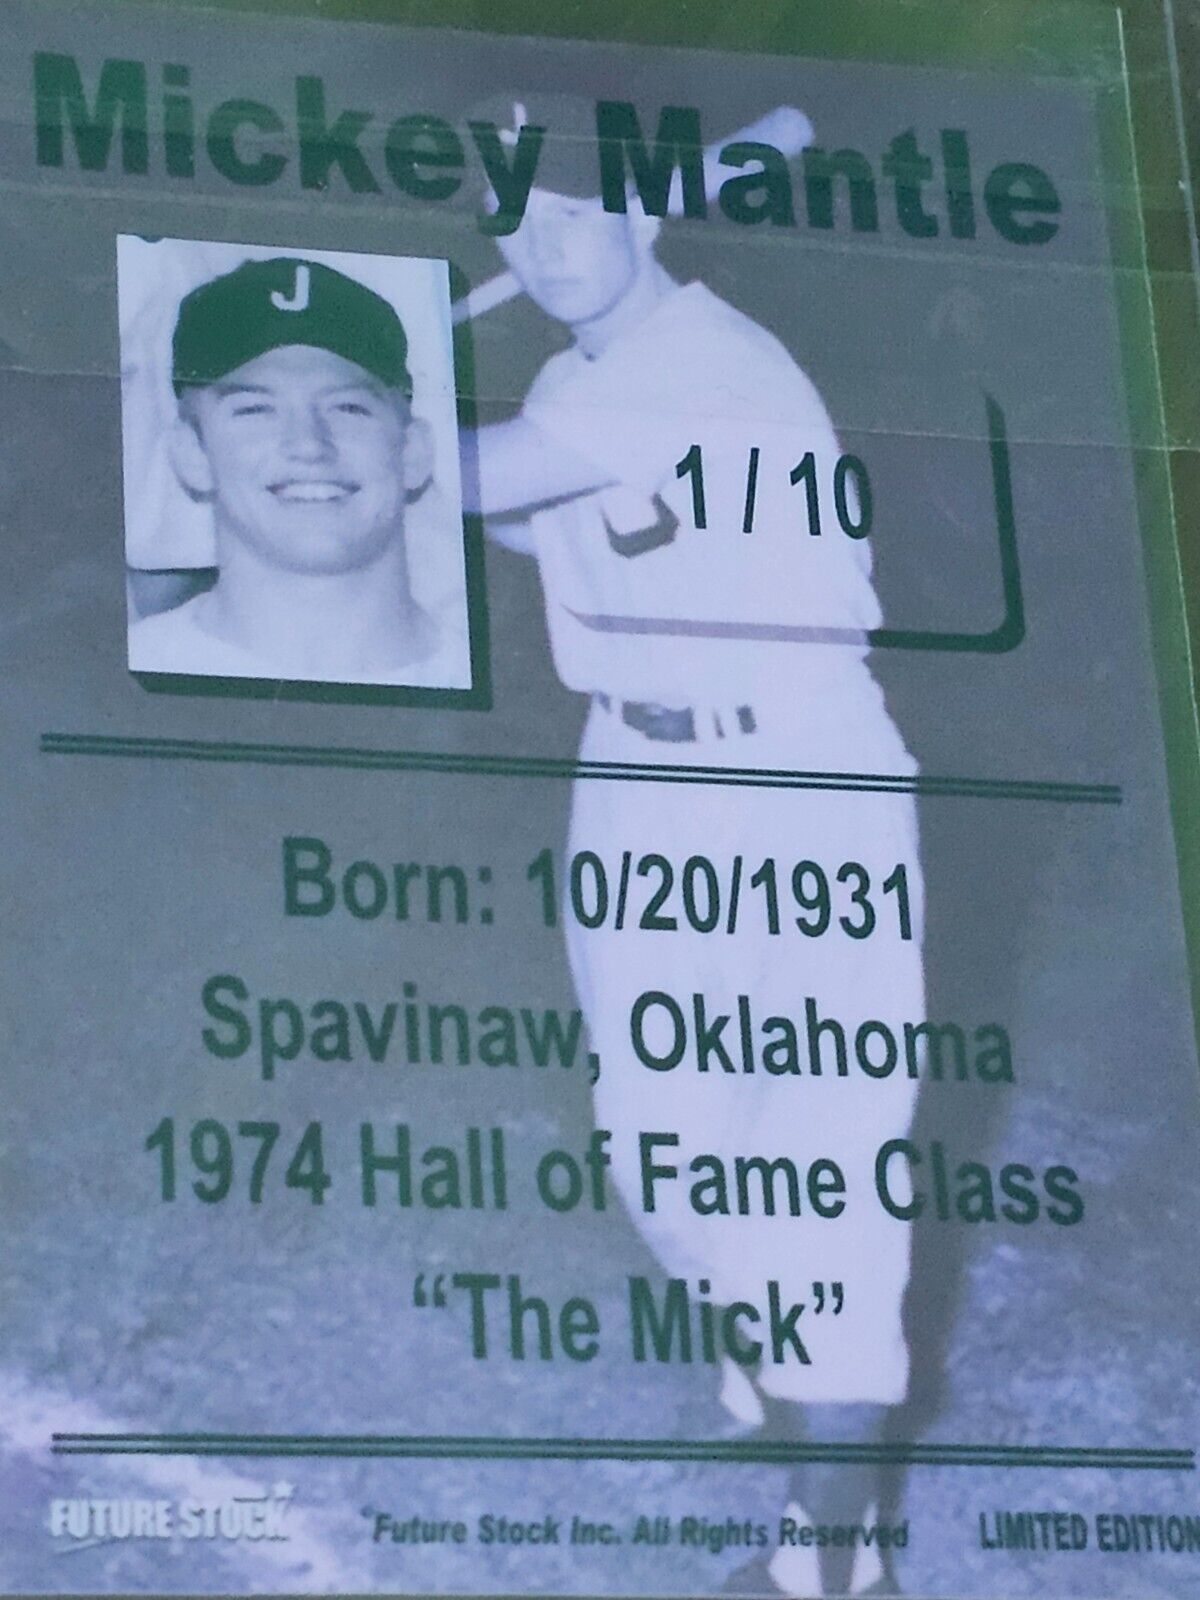 Mickey Mantle
J
1 / 10
J
Born: 10/20/1931
Spavinaw, Oklahoma
1974 Hall of Fame Class
“The Mick”
FUTURE STOCK
Future Stock Inc. All Rights Reserved
LIMITED EDITION